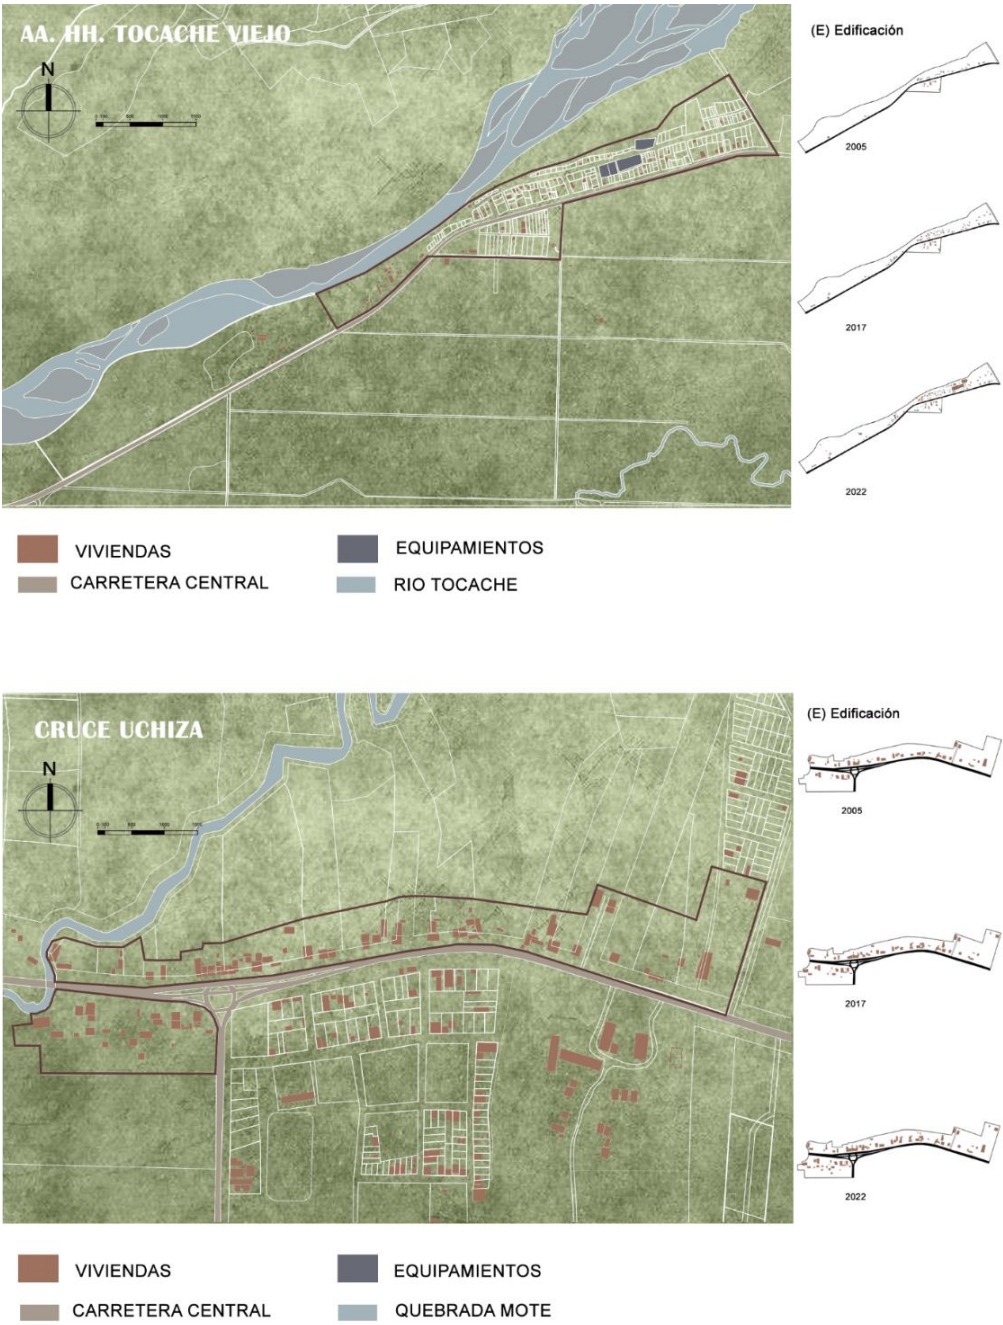 AA. HH. TOCACHE VIEJO
N
(E) Edificación
2005
2017
2022
VIVIENDAS
EQUIPAMIENTOS
CARRETERA CENTRAL
RIO TOCACHE
CRUCE UCHIZA
N
(E) Edificación
2005
2017
2022
VIVIENDAS
EQUIPAMIENTOS
CARRETERA CENTRAL
QUEBRADA MOTE